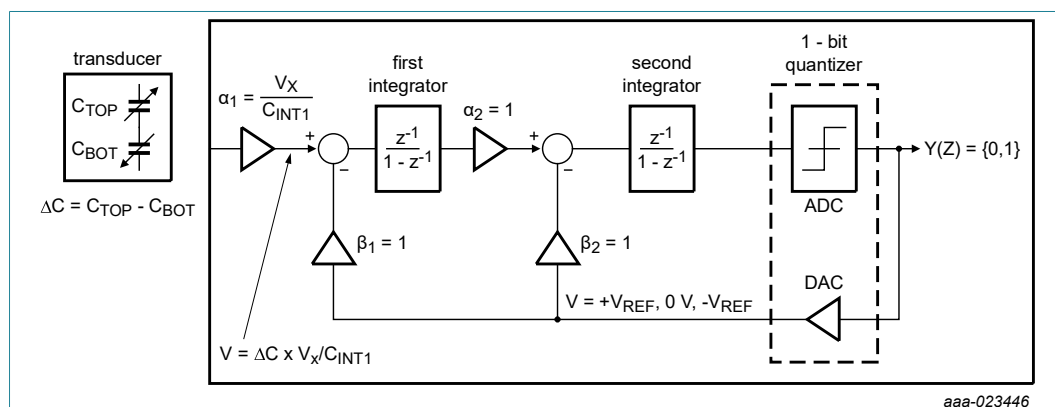 transducer
C_TOP
C_BOT
ΔC = C_TOP - C_BOT
α₁ = V_X / C_INT1
first
integrator
z⁻¹
1 - z⁻¹
α₂ = 1
second
integrator
z⁻¹
1 - z⁻¹
1 - bit
quantizer
ADC
Y(Z) = {0,1}
+
−
+
−
β₁ = 1
β₂ = 1
DAC
V = +V_REF, 0 V, -V_REF
V = ΔC x V_x/C_INT1
aaa-023446